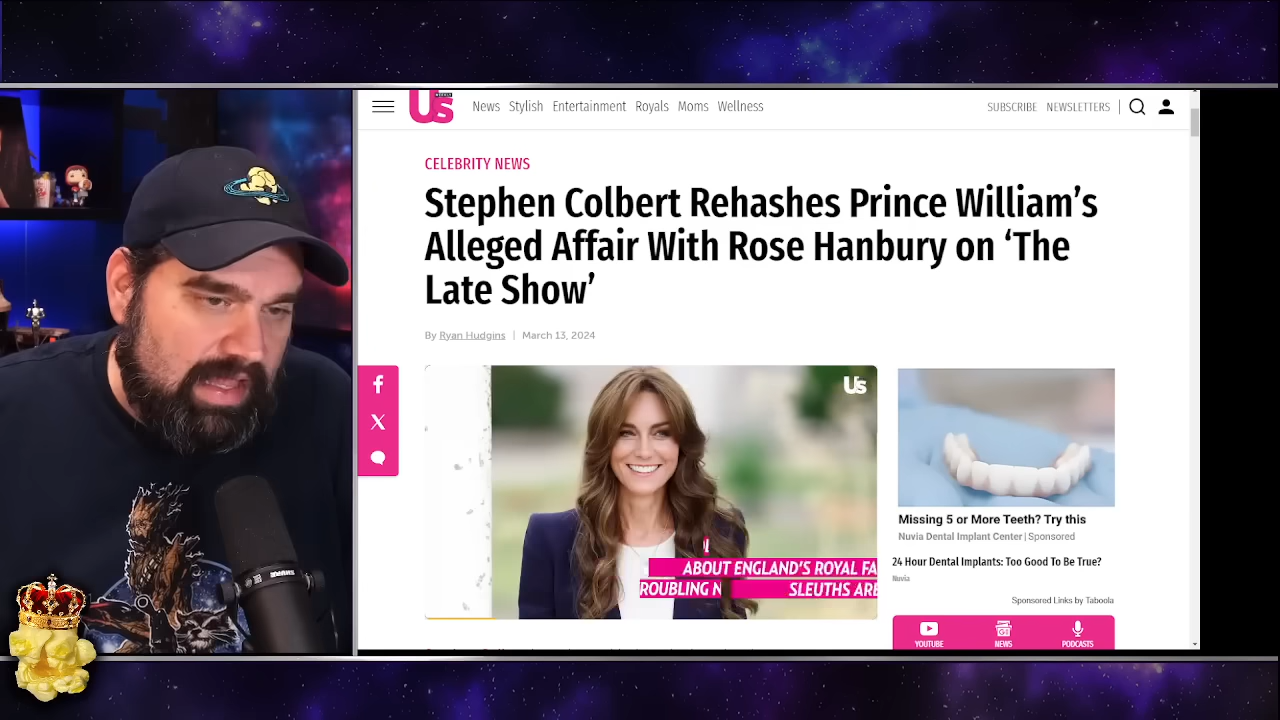 Us
WEEKLY
News Stylish Entertainment Royals Moms Wellness
SUBSCRIBE NEWSLETTERS
CELEBRITY NEWS
Stephen Colbert Rehashes Prince William’s
Alleged Affair With Rose Hanbury on ‘The
Late Show’
By Ryan Hudgins | March 13, 2024
Us
ABOUT ENGLAND'S ROYAL FA
ROUBLING N
SLEUTHS ARE
Missing 5 or More Teeth? Try this
Nuvia Dental Implant Center | Sponsored
24 Hour Dental Implants: Too Good To Be True?
Nuvia
Sponsored Links by Taboola
YOUTUBE NEWS PODCASTS